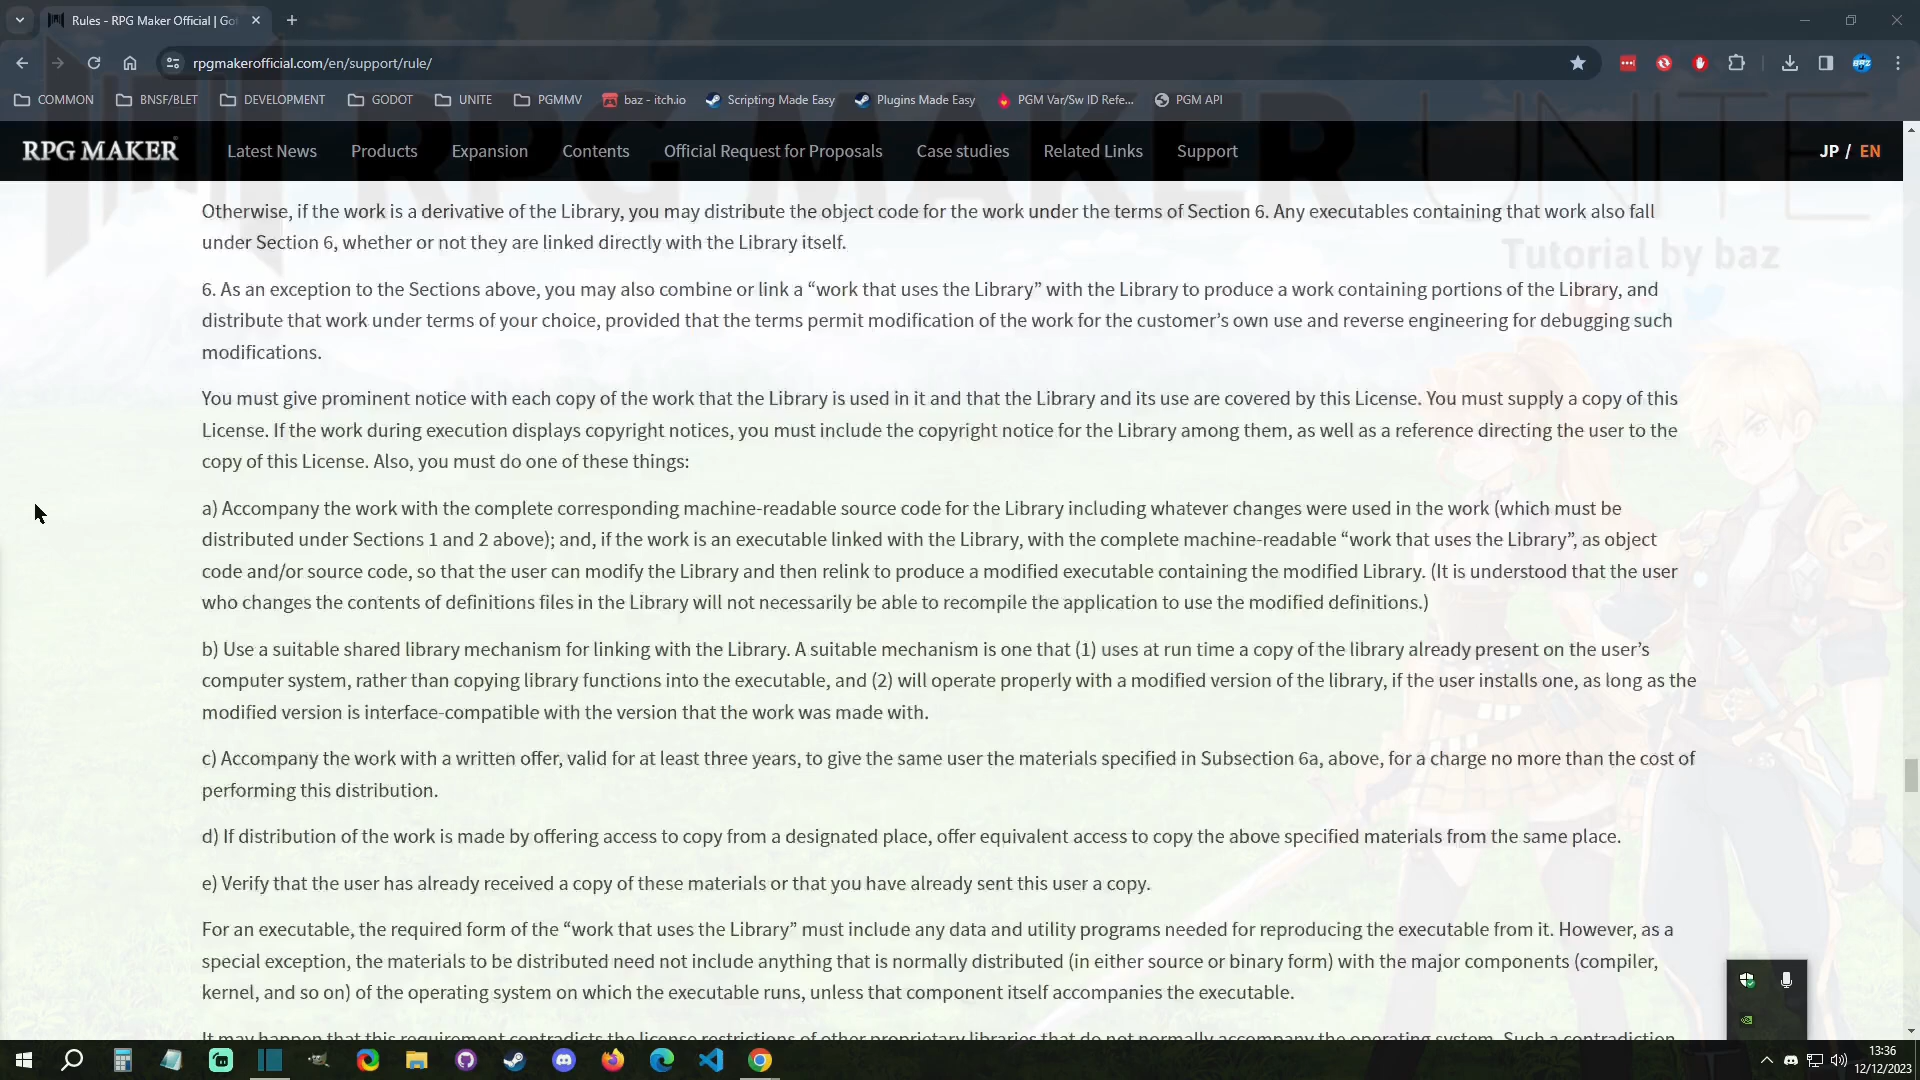 Rules - RPG Maker Official | Go
rpgmakerofficial.com/en/support/rule/
COMMON BNSF/BLET DEVELOPMENT GODOT UNITE PGMMV baz - itch.io Scripting Made Easy Plugins Made Easy PGM Var/Sw ID Refe... PGM API
RPG MAKER UNITE
RPG MAKER Latest News Products Expansion Contents Official Request for Proposals Case studies Related Links Support JP / EN
Tutorial by baz
Otherwise, if the work is a derivative of the Library, you may distribute the object code for the work under the terms of Section 6. Any executables containing that work also fall
under Section 6, whether or not they are linked directly with the Library itself.
6. As an exception to the Sections above, you may also combine or link a “work that uses the Library” with the Library to produce a work containing portions of the Library, and
distribute that work under terms of your choice, provided that the terms permit modification of the work for the customer’s own use and reverse engineering for debugging such
modifications.
You must give prominent notice with each copy of the work that the Library is used in it and that the Library and its use are covered by this License. You must supply a copy of this
License. If the work during execution displays copyright notices, you must include the copyright notice for the Library among them, as well as a reference directing the user to the
copy of this License. Also, you must do one of these things:
a) Accompany the work with the complete corresponding machine-readable source code for the Library including whatever changes were used in the work (which must be
distributed under Sections 1 and 2 above); and, if the work is an executable linked with the Library, with the complete machine-readable “work that uses the Library”, as object
code and/or source code, so that the user can modify the Library and then relink to produce a modified executable containing the modified Library. (It is understood that the user
who changes the contents of definitions files in the Library will not necessarily be able to recompile the application to use the modified definitions.)
b) Use a suitable shared library mechanism for linking with the Library. A suitable mechanism is one that (1) uses at run time a copy of the library already present on the user’s
computer system, rather than copying library functions into the executable, and (2) will operate properly with a modified version of the library, if the user installs one, as long as the
modified version is interface-compatible with the version that the work was made with.
c) Accompany the work with a written offer, valid for at least three years, to give the same user the materials specified in Subsection 6a, above, for a charge no more than the cost of
performing this distribution.
d) If distribution of the work is made by offering access to copy from a designated place, offer equivalent access to copy the above specified materials from the same place.
e) Verify that the user has already received a copy of these materials or that you have already sent this user a copy.
For an executable, the required form of the “work that uses the Library” must include any data and utility programs needed for reproducing the executable from it. However, as a
special exception, the materials to be distributed need not include anything that is normally distributed (in either source or binary form) with the major components (compiler,
kernel, and so on) of the operating system on which the executable runs, unless that component itself accompanies the executable.
It may happen that this requirement contradicts the license restrictions of other proprietary libraries that do not normally accompany the operating system. Such a contradiction
13:36
12/12/2023